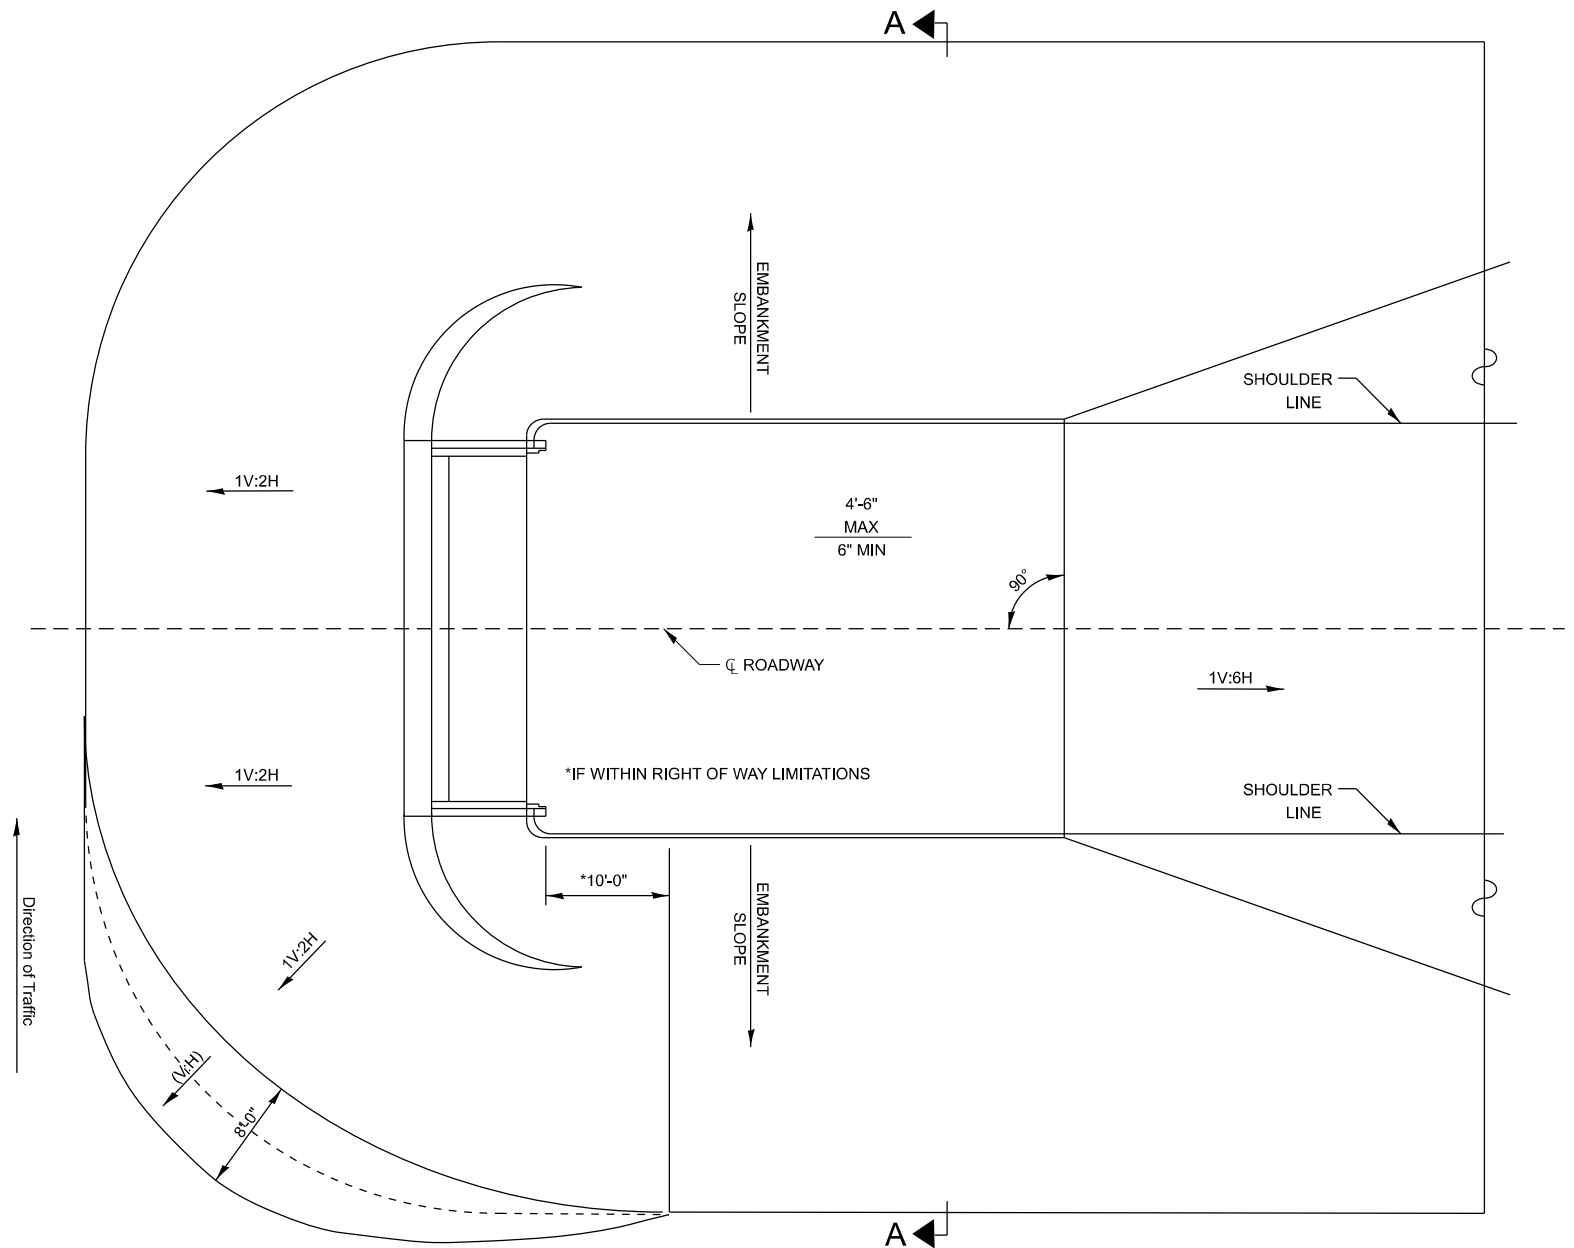 A
EMBANKMENT
SLOPE
SHOULDER
LINE
1V:2H
4'-6"
MAX
6" MIN
90°
℄ ROADWAY
1V:6H
1V:2H
*IF WITHIN RIGHT OF WAY LIMITATIONS
SHOULDER
LINE
*10'-0"
EMBANKMENT
SLOPE
Direction of Traffic
1V:2H
(V:H)
8'-0"
A